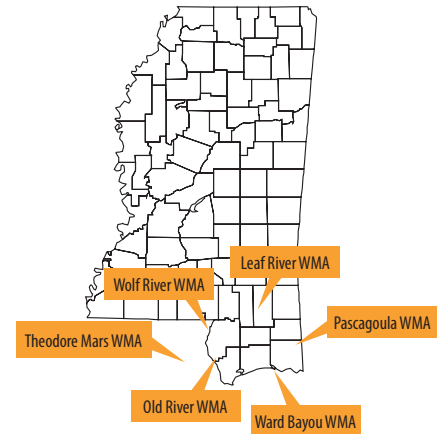 Leaf River WMA
Wolf River WMA
Pascagoula WMA
Theodore Mars WMA
Old River WMA
Ward Bayou WMA